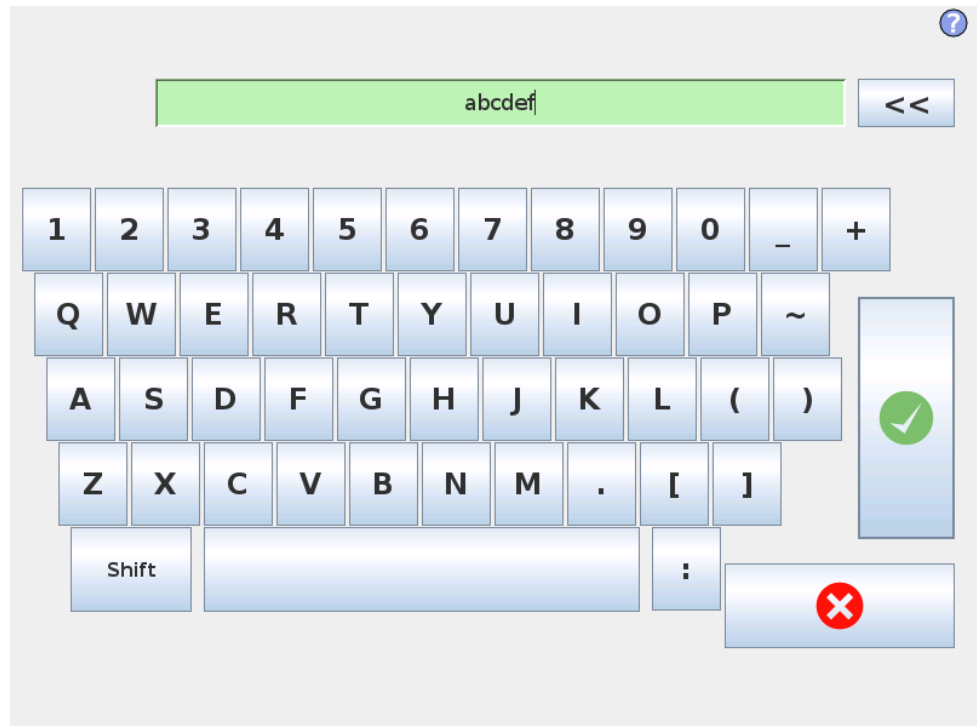 ?
abcdef
<<
1 2 3 4 5 6 7 8 9 0 _ +
Q W E R T Y U I O P ~
A S D F G H J K L ( )
Z X C V B N M . [ ]
Shift :